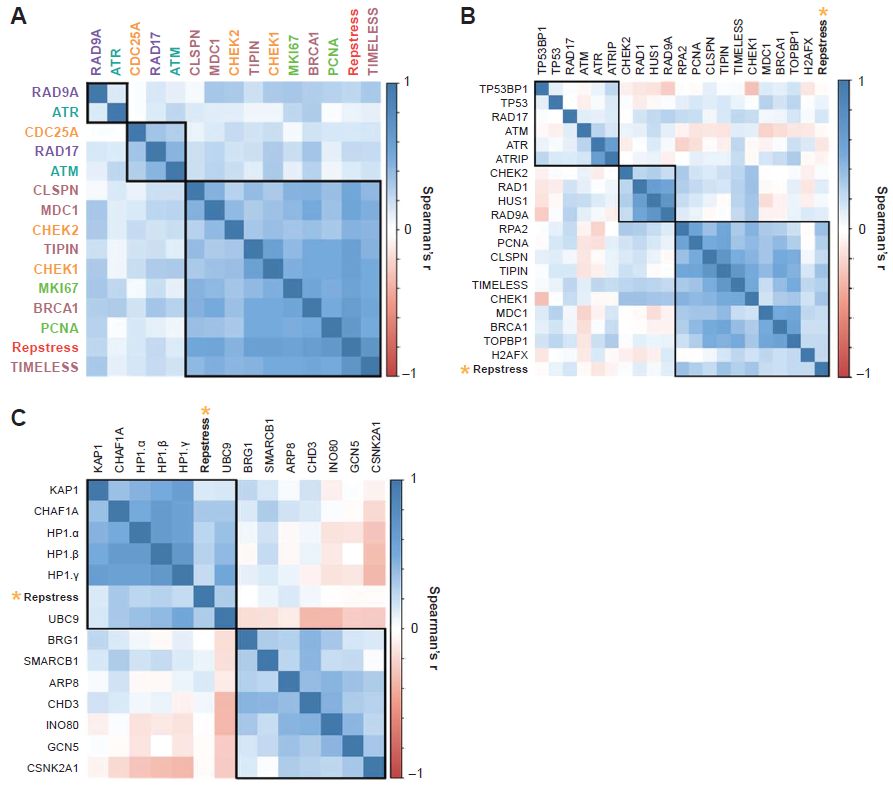 A
RAD9A
ATR
CDC25A
RAD17
ATM
CLSPN
MDC1
CHEK2
TIPIN
CHEK1
MKI67
BRCA1
PCNA
Repstress
TIMELESS
RAD9A
ATR
CDC25A
RAD17
ATM
CLSPN
MDC1
CHEK2
TIPIN
CHEK1
MKI67
BRCA1
PCNA
Repstress
TIMELESS
1
0
–1
Spearman's r
B
TP53BP1
TP53
RAD17
ATM
ATR
ATRIP
CHEK2
RAD1
HUS1
RAD9A
RPA2
PCNA
CLSPN
TIPIN
TIMELESS
CHEK1
MDC1
BRCA1
TOPBP1
H2AFX
Repstress *
TP53BP1
TP53
RAD17
ATM
ATR
ATRIP
CHEK2
RAD1
HUS1
RAD9A
RPA2
PCNA
CLSPN
TIPIN
TIMELESS
CHEK1
MDC1
BRCA1
TOPBP1
H2AFX
* Repstress
1
0
–1
Spearman's r
C
KAP1
CHAF1A
HP1.α
HP1.β
HP1.γ
Repstress *
UBC9
BRG1
SMARCB1
ARP8
CHD3
INO80
GCN5
CSNK2A1
KAP1
CHAF1A
HP1.α
HP1.β
HP1.γ
* Repstress
UBC9
BRG1
SMARCB1
ARP8
CHD3
INO80
GCN5
CSNK2A1
1
0
–1
Spearman's r